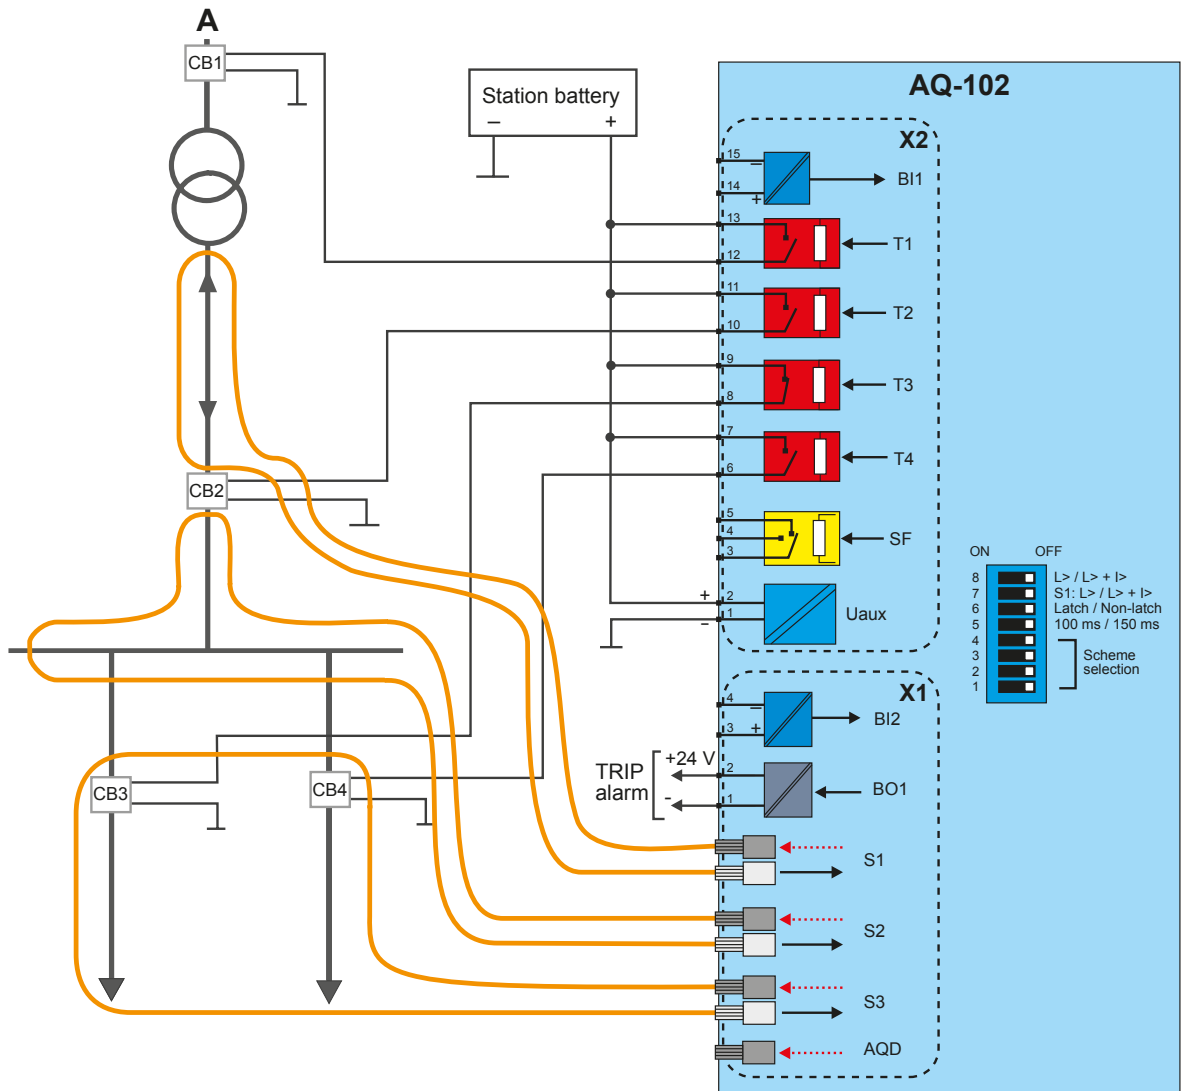 A
CB1
Station battery
– +
AQ-102
X2
15
–
BI1
14
+
13
T1
12
11
T2
10
9
T3
8
7
T4
6
CB2
5
4
SF
3
+ 2
Uaux
1
–
ON OFF
8 L> / L> + I>
7 S1: L> / L> + I>
6 Latch / Non-latch
5 100 ms / 150 ms
4
3 Scheme
2 selection
1
X1
4
–
BI2
3 +
TRIP
alarm
+24 V
2
BO1
-
1
CB3
CB4
S1
S2
S3
AQD